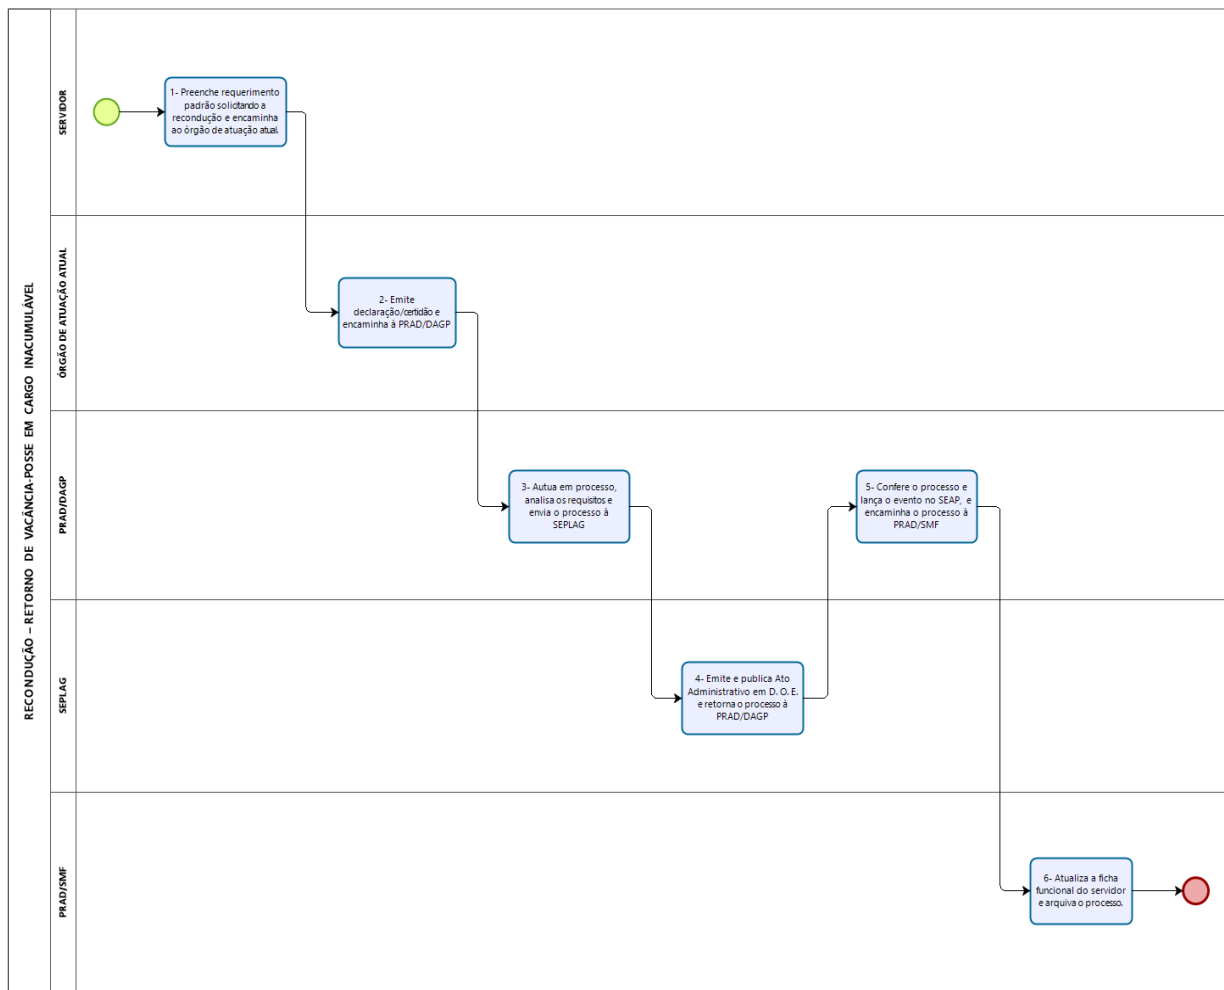 RECONDUÇÃO – RETORNO DE VACÂNCIA-POSSE EM CARGO INACUMULÁVEL
SERVIDOR
1- Preenche requerimento
padrão solicitando a
recondução e encaminha
ao órgão de atuação atual.
ÓRGÃO DE ATUAÇÃO ATUAL
2- Emite
declaração/certidão e
encaminha à PRAD/DAGP
PRAD/DAGP
3- Autua em processo,
analisa os requisitos e
envia o processo à
SEPLAG
5- Confere o processo e
lança o evento no SEAP, e
encaminha o processo à
PRAD/SMF
SEPLAG
4- Emite e publica Ato
Administrativo em D. O. E.
e retorna o processo à
PRAD/DAGP
PRAD/SMF
6- Atualiza a ficha
funcional do servidor
e arquiva o processo.